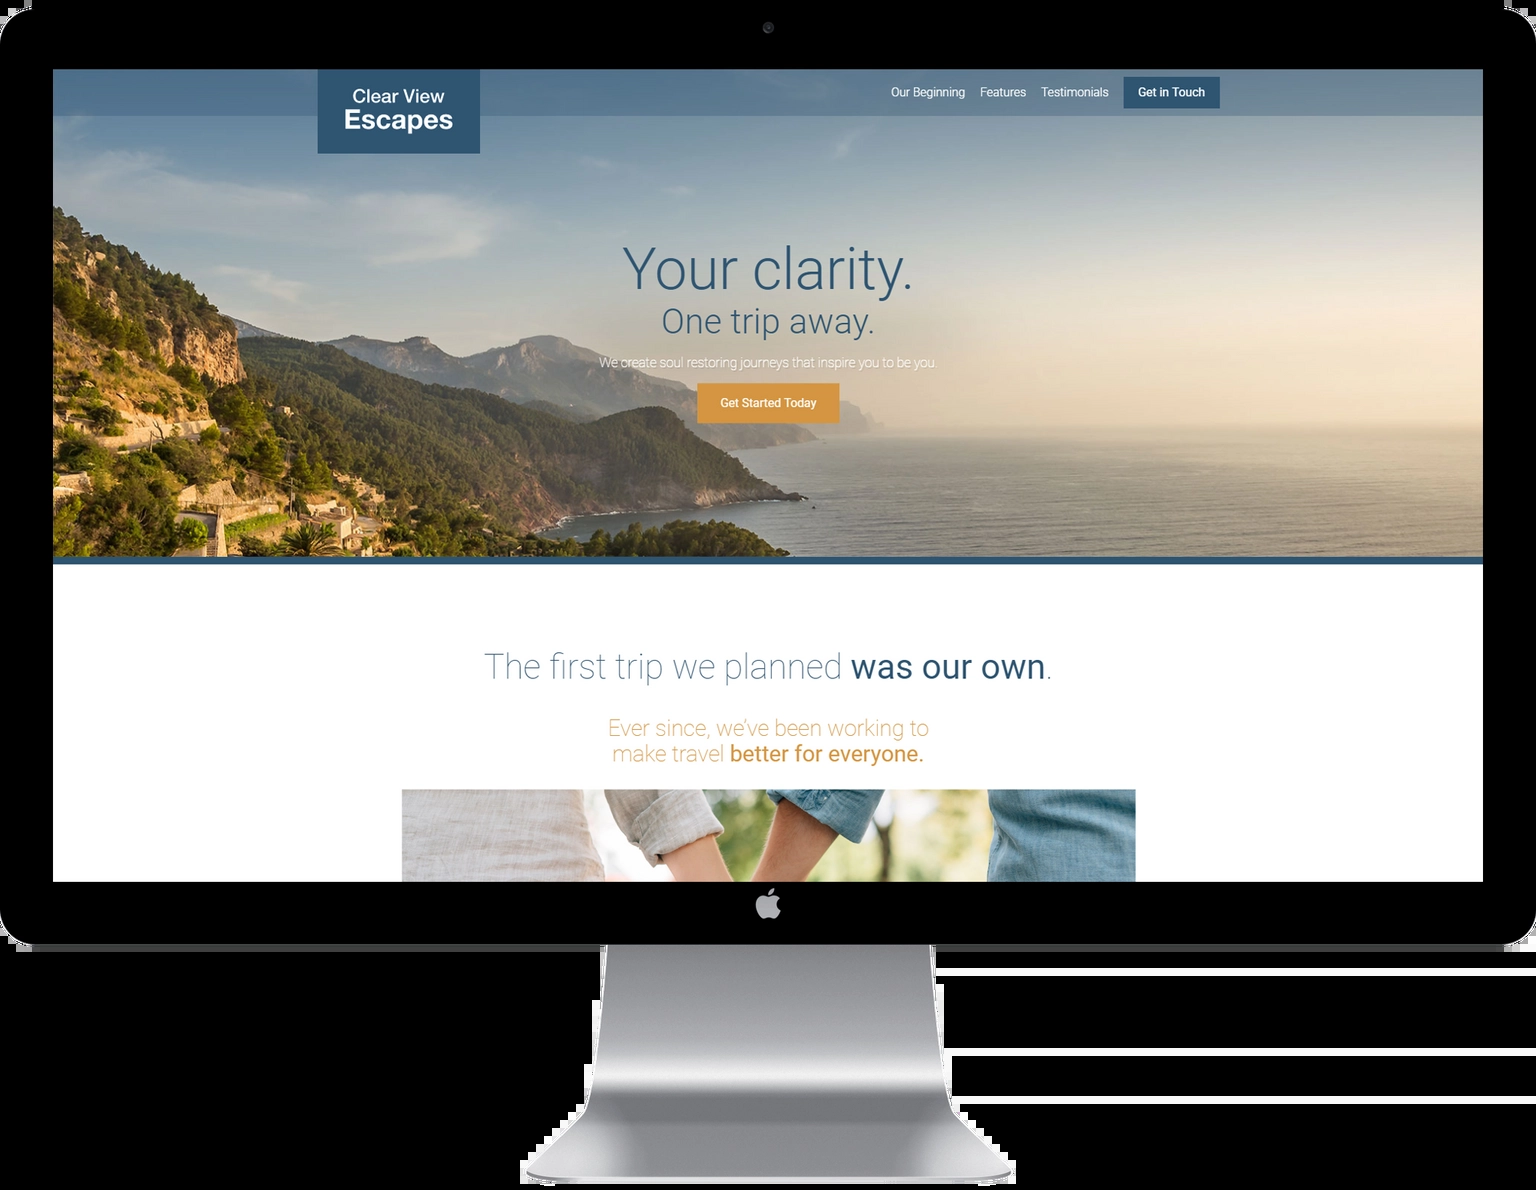 Clear View
Escapes
Our Beginning
Features
Testimonials
Get in Touch
Your clarity.
One trip away.
We create soul restoring journeys that inspire you to be you.
Get Started Today
The first trip we planned was our own.
Ever since, we've been working to
make travel better for everyone.